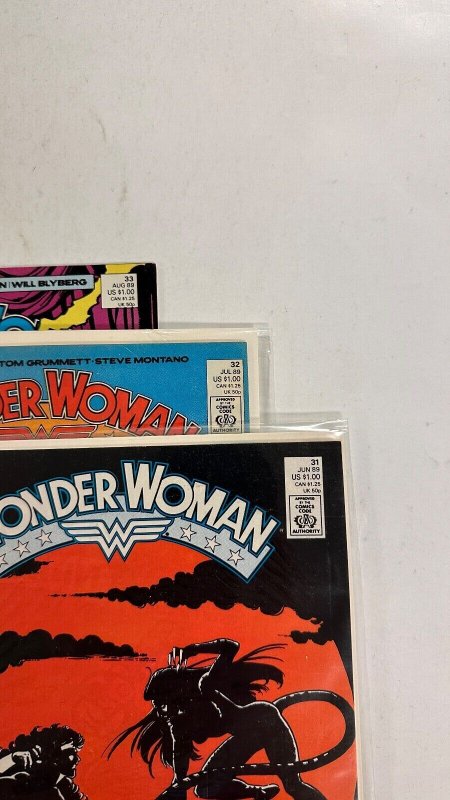 N | WILL BLYBERG
33
AUG 89
US $1.00
CAN $1.25
UK 50p
TOM GRUMMETT · STEVE MONTANO
32
JUL 89
US $1.00
CAN $1.25
UK 50p
DER WOMAN
APPROVED
BY THE
COMICS
CODE
AUTHORITY
31
JUN 89
US $1.00
CAN $1.25
UK 50p
WONDER WOMAN
APPROVED
BY THE
COMICS
CODE
AUTHORITY